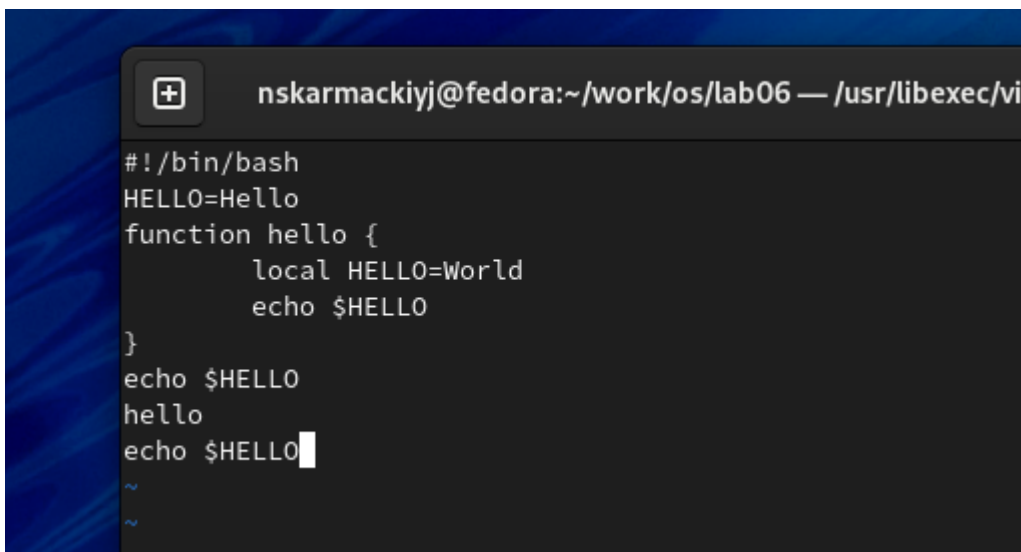 nskarmackiyj@fedora:~/work/os/lab06 — /usr/libexec/vi
#!/bin/bash
HELLO=Hello
function hello {
        local HELLO=World
        echo $HELLO
}
echo $HELLO
hello
echo $HELLO
~
~